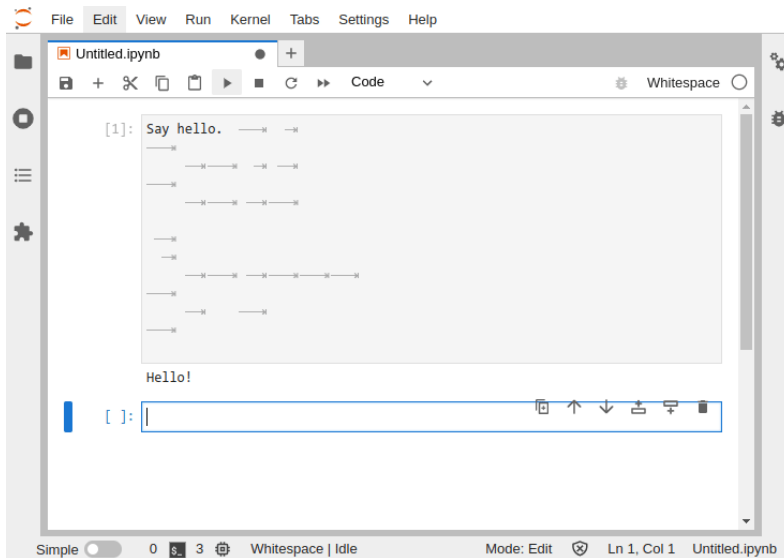 File Edit View Run Kernel Tabs Settings Help
Untitled.ipynb
Code Whitespace
[1]: Say hello.
Hello!
[ ]:
Simple 0 3 Whitespace | Idle Mode: Edit Ln 1, Col 1 Untitled.ipynb